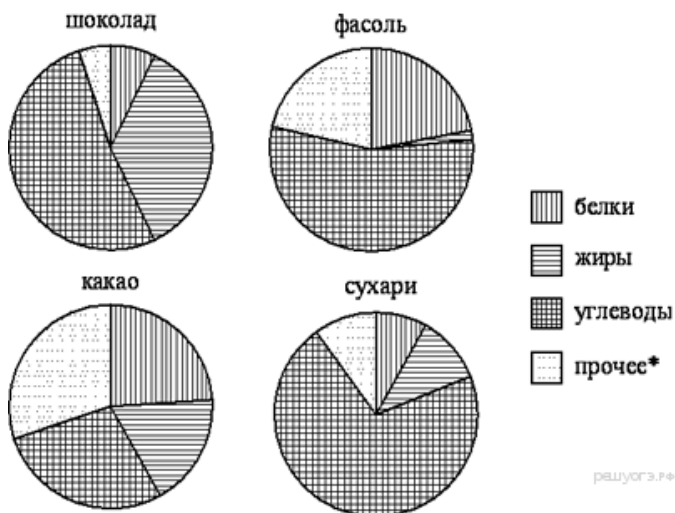 шоколад
фасоль
какао
сухари
белки
жиры
углеводы
прочее*
решуогэ.рф